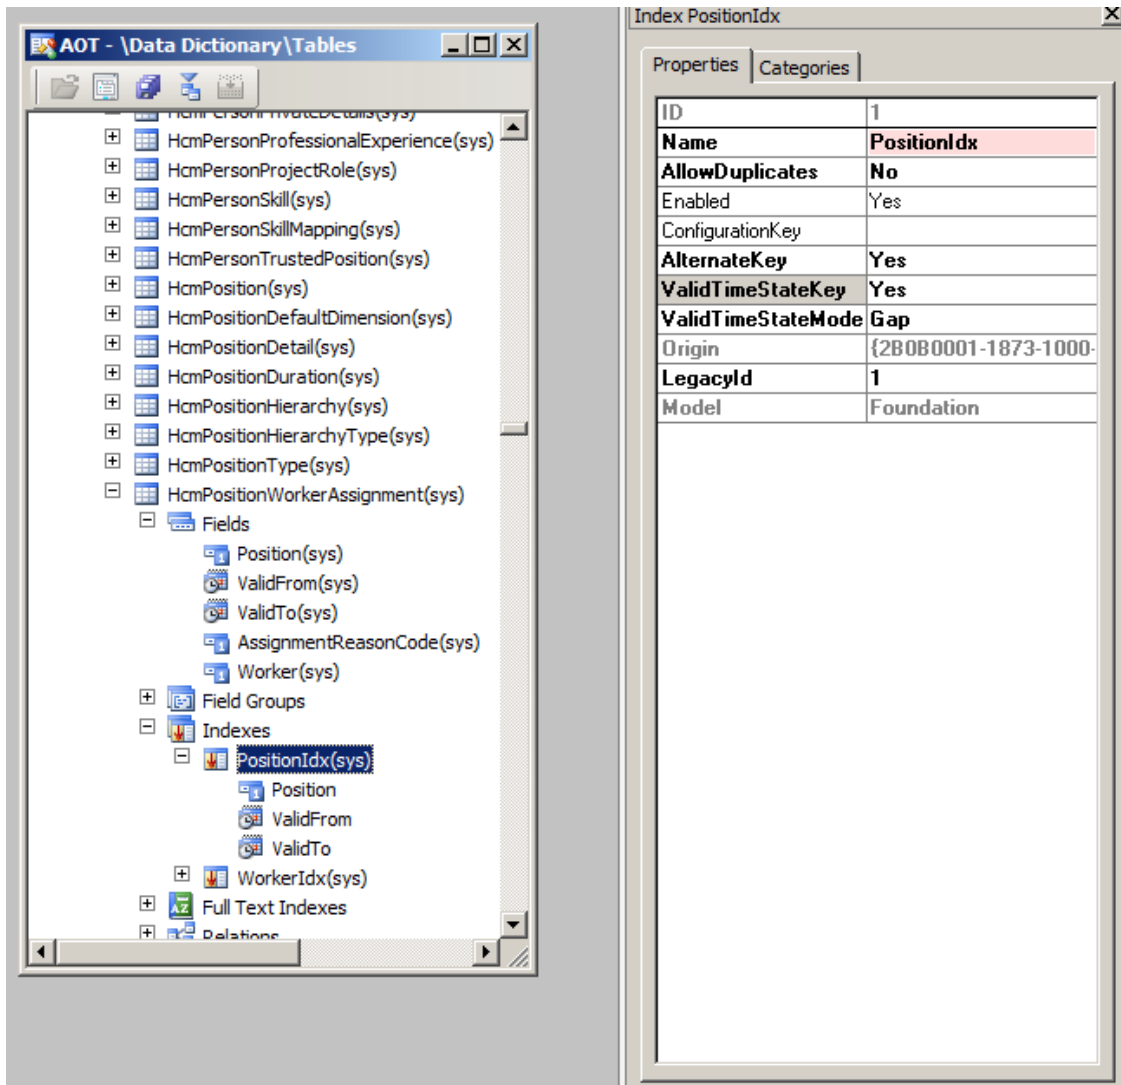 AOT - \Data Dictionary\Tables
HcmPersonPrivateDetails(sys)
HcmPersonProfessionalExperience(sys)
HcmPersonProjectRole(sys)
HcmPersonSkill(sys)
HcmPersonSkillMapping(sys)
HcmPersonTrustedPosition(sys)
HcmPosition(sys)
HcmPositionDefaultDimension(sys)
HcmPositionDetail(sys)
HcmPositionDuration(sys)
HcmPositionHierarchy(sys)
HcmPositionHierarchyType(sys)
HcmPositionType(sys)
HcmPositionWorkerAssignment(sys)
Fields
Position(sys)
ValidFrom(sys)
ValidTo(sys)
AssignmentReasonCode(sys)
Worker(sys)
Field Groups
Indexes
PositionIdx(sys)
Position
ValidFrom
ValidTo
WorkerIdx(sys)
Full Text Indexes
Relations
Index PositionIdx
Properties Categories
ID 1
Name PositionIdx
AllowDuplicates No
Enabled Yes
ConfigurationKey
AlternateKey Yes
ValidTimeStateKey Yes
ValidTimeStateMode Gap
Origin {2B0B0001-1873-1000-
LegacyId 1
Model Foundation